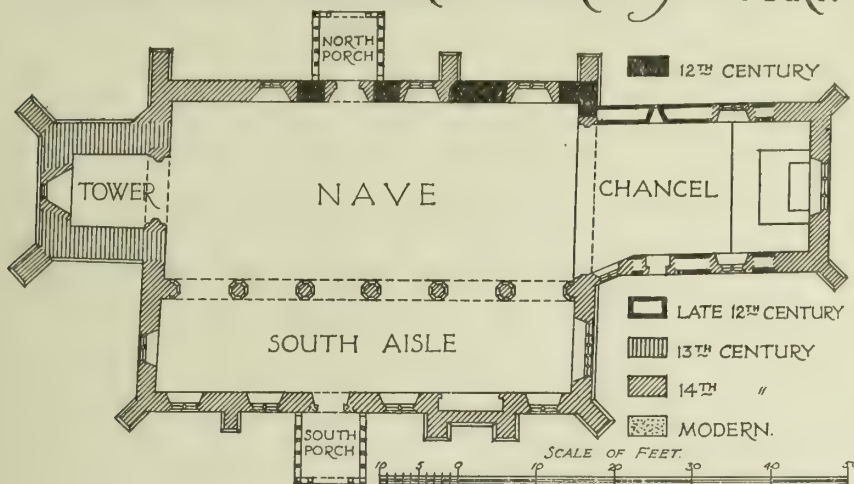 NORTH PORCH
12TH CENTURY
TOWER
NAVE
CHANCEL
LATE 12TH CENTURY
13TH CENTURY
SOUTH AISLE
14TH "
MODERN.
SOUTH PORCH
SCALE OF FEET.
10 5 0 10 20 30 40 50